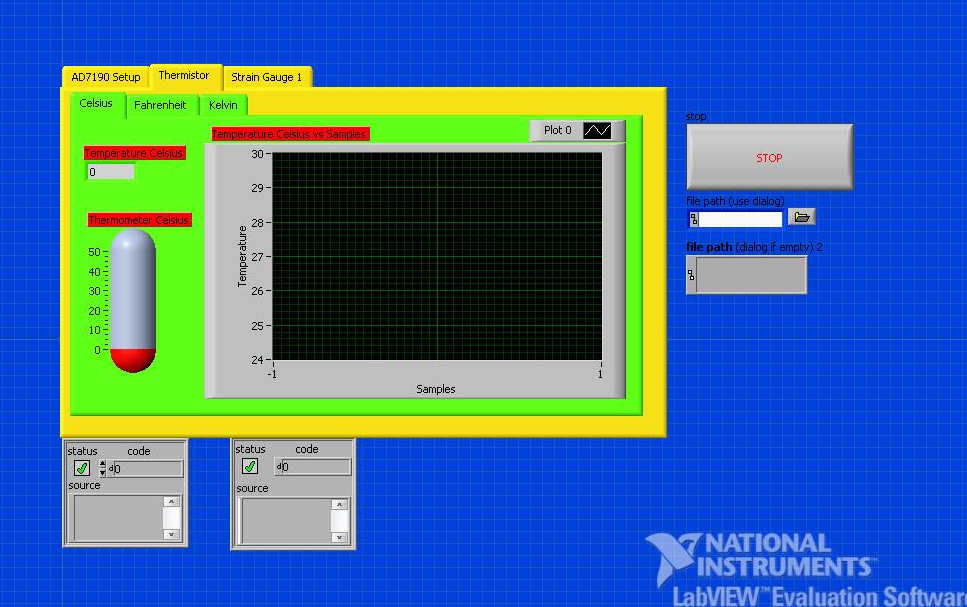 AD7190 Setup
Thermistor
Strain Gauge 1
Celsius
Fahrenheit
Kelvin
Temperature Celsius
0
Thermometer Celsius
50
40
30
20
10
0
Temperature Celsius vs Samples
Plot 0
30
29
28
27
26
25
24
Temperature
-1
1
Samples
stop
STOP
file path (use dialog)
file path (dialog if empty) 2
status
code
d0
source
status
code
d0
source
NATIONAL
INSTRUMENTS™
LabVIEW™ Evaluation Software